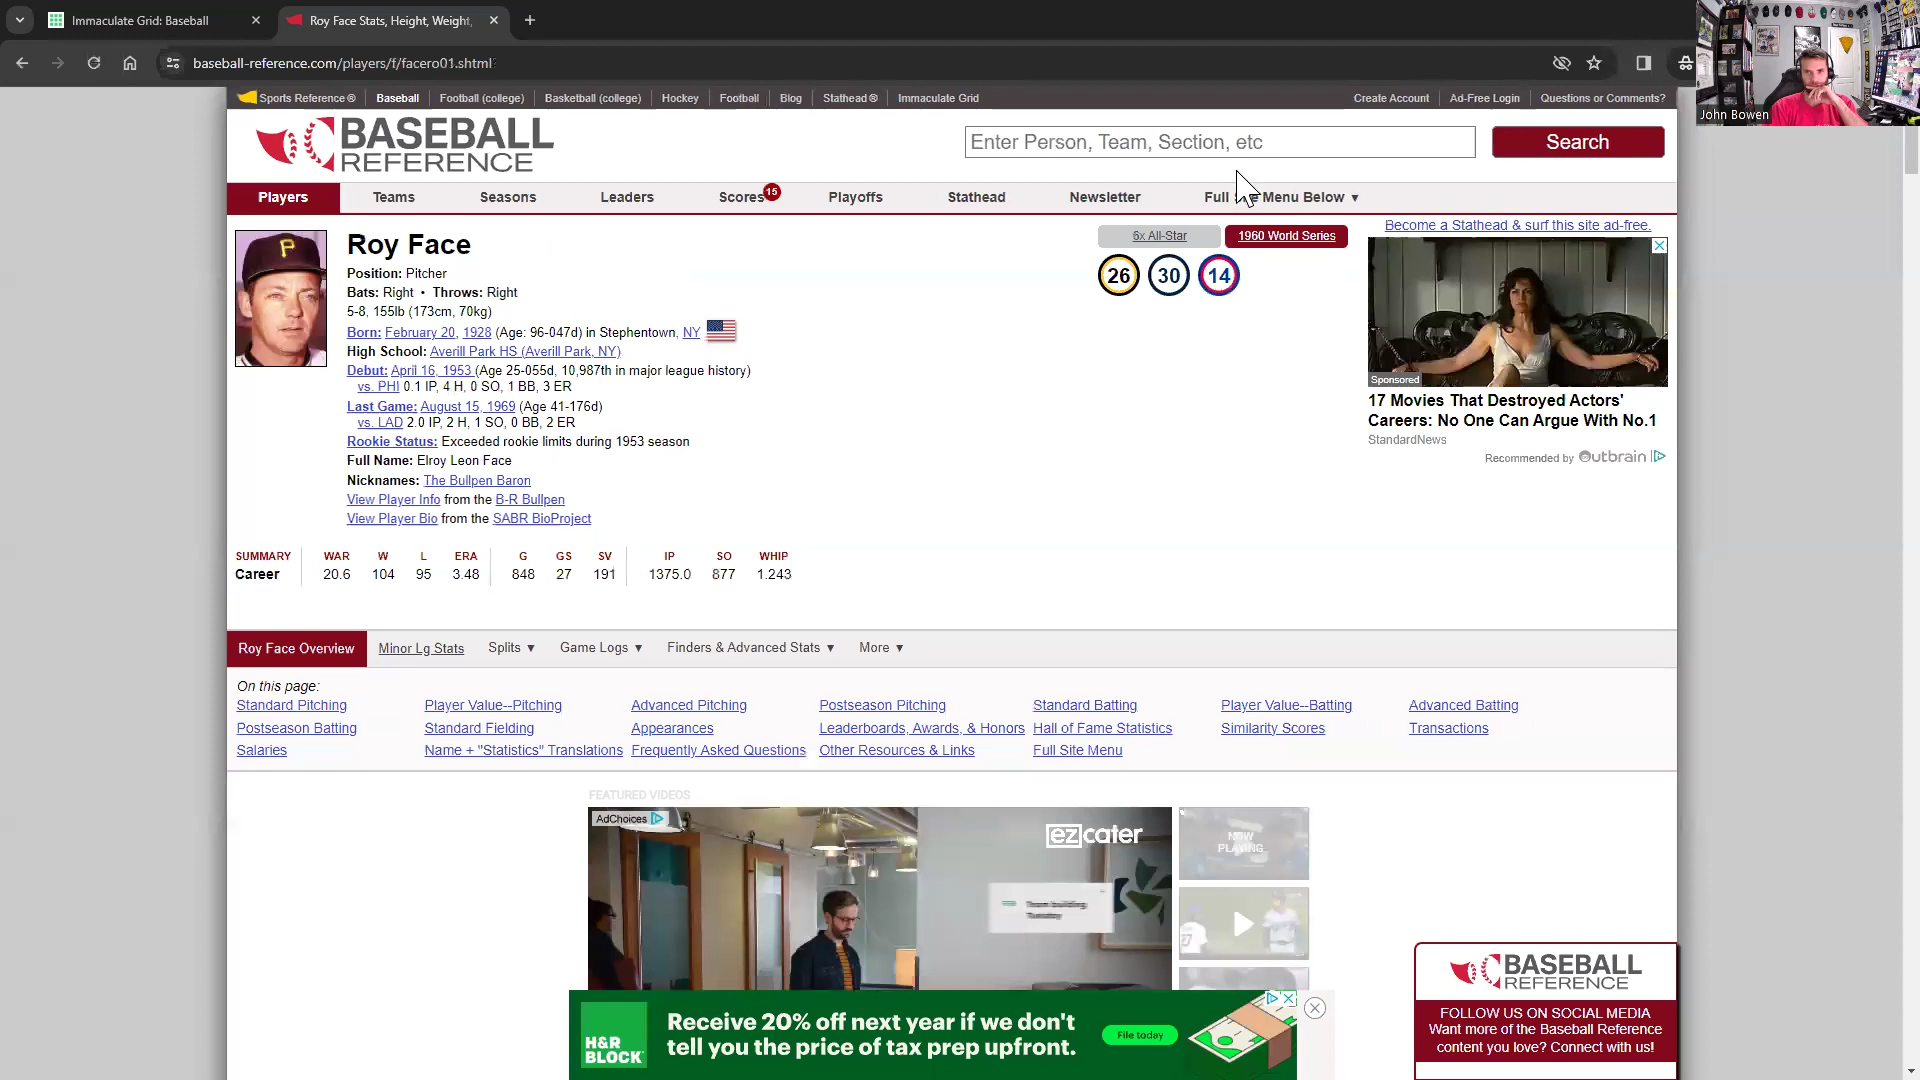 Immaculate Grid: Baseball
Roy Face Stats, Height, Weight,
baseball-reference.com/players/f/facero01.shtml
John Bowen
Sports Reference ®
Baseball
Football (college)
Basketball (college)
Hockey
Football
Blog
Stathead ®
Immaculate Grid
Create Account
Ad-Free Login
Questions or Comments?
BASEBALL
REFERENCE
Enter Person, Team, Section, etc
Search
Players
Teams
Seasons
Leaders
Scores 15
Playoffs
Stathead
Newsletter
Full Menu Below ▼
Roy Face
Position: Pitcher
Bats: Right • Throws: Right
5-8, 155lb (173cm, 70kg)
Born: February 20, 1928 (Age: 96-047d) in Stephentown, NY
High School: Averill Park HS (Averill Park, NY)
Debut: April 16, 1953 (Age 25-055d, 10,987th in major league history)
vs. PHI 0.1 IP, 4 H, 0 SO, 1 BB, 3 ER
Last Game: August 15, 1969 (Age 41-176d)
vs. LAD 2.0 IP, 2 H, 1 SO, 0 BB, 2 ER
Rookie Status: Exceeded rookie limits during 1953 season
Full Name: Elroy Leon Face
Nicknames: The Bullpen Baron
View Player Info from the B-R Bullpen
View Player Bio from the SABR BioProject
6x All-Star
1960 World Series
26 30 14
Become a Stathead & surf this site ad-free.
Sponsored
17 Movies That Destroyed Actors'
Careers: No One Can Argue With No.1
StandardNews
Recommended by Outbrain
SUMMARY WAR W L ERA G GS SV IP SO WHIP
Career 20.6 104 95 3.48 848 27 191 1375.0 877 1.243
Roy Face Overview
Minor Lg Stats
Splits ▼
Game Logs ▼
Finders & Advanced Stats ▼
More ▼
On this page:
Standard Pitching Player Value--Pitching Advanced Pitching Postseason Pitching Standard Batting Player Value--Batting Advanced Batting
Postseason Batting Standard Fielding Appearances Leaderboards, Awards, & Honors Hall of Fame Statistics Similarity Scores Transactions
Salaries Name + "Statistics" Translations Frequently Asked Questions Other Resources & Links Full Site Menu
FEATURED VIDEOS
AdChoices
ezcater
Team building
Tuesday
NOW
PLAYING
H&R
BLOCK
Receive 20% off next year if we don't
tell you the price of tax prep upfront.
File today
BASEBALL
REFERENCE
FOLLOW US ON SOCIAL MEDIA
Want more of the Baseball Reference
content you love? Connect with us!